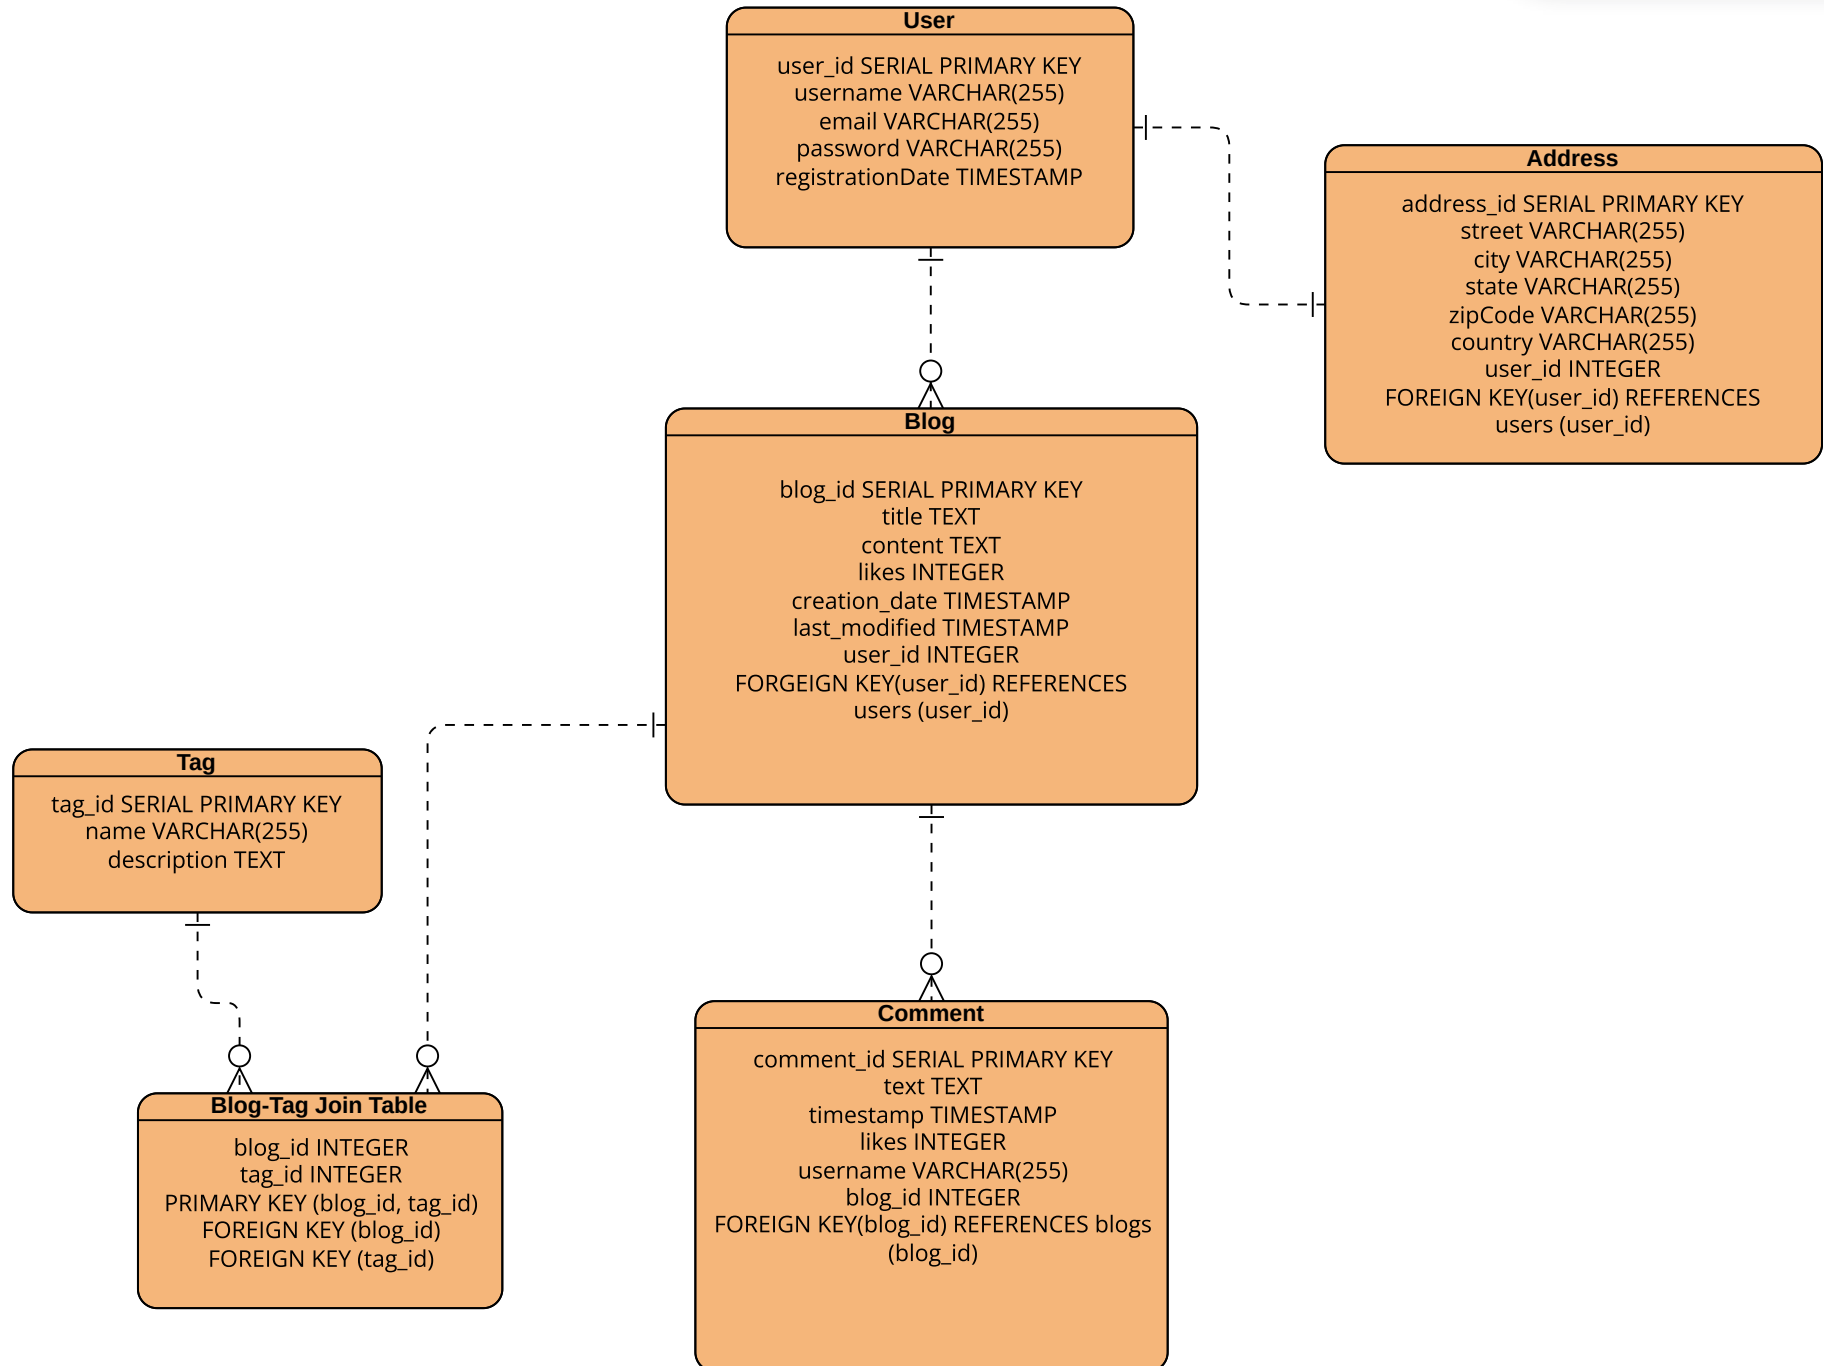 User
user_id SERIAL PRIMARY KEY
username VARCHAR(255)
email VARCHAR(255)
password VARCHAR(255)
registrationDate TIMESTAMP
Address
address_id SERIAL PRIMARY KEY
street VARCHAR(255)
city VARCHAR(255)
state VARCHAR(255)
zipCode VARCHAR(255)
country VARCHAR(255)
user_id INTEGER
FOREIGN KEY(user_id) REFERENCES
users (user_id)
Blog
blog_id SERIAL PRIMARY KEY
title TEXT
content TEXT
likes INTEGER
creation_date TIMESTAMP
last_modified TIMESTAMP
user_id INTEGER
FORGEIGN KEY(user_id) REFERENCES
users (user_id)
Tag
tag_id SERIAL PRIMARY KEY
name VARCHAR(255)
description TEXT
Blog-Tag Join Table
blog_id INTEGER
tag_id INTEGER
PRIMARY KEY (blog_id, tag_id)
FOREIGN KEY (blog_id)
FOREIGN KEY (tag_id)
Comment
comment_id SERIAL PRIMARY KEY
text TEXT
timestamp TIMESTAMP
likes INTEGER
username VARCHAR(255)
blog_id INTEGER
FOREIGN KEY(blog_id) REFERENCES blogs
(blog_id)